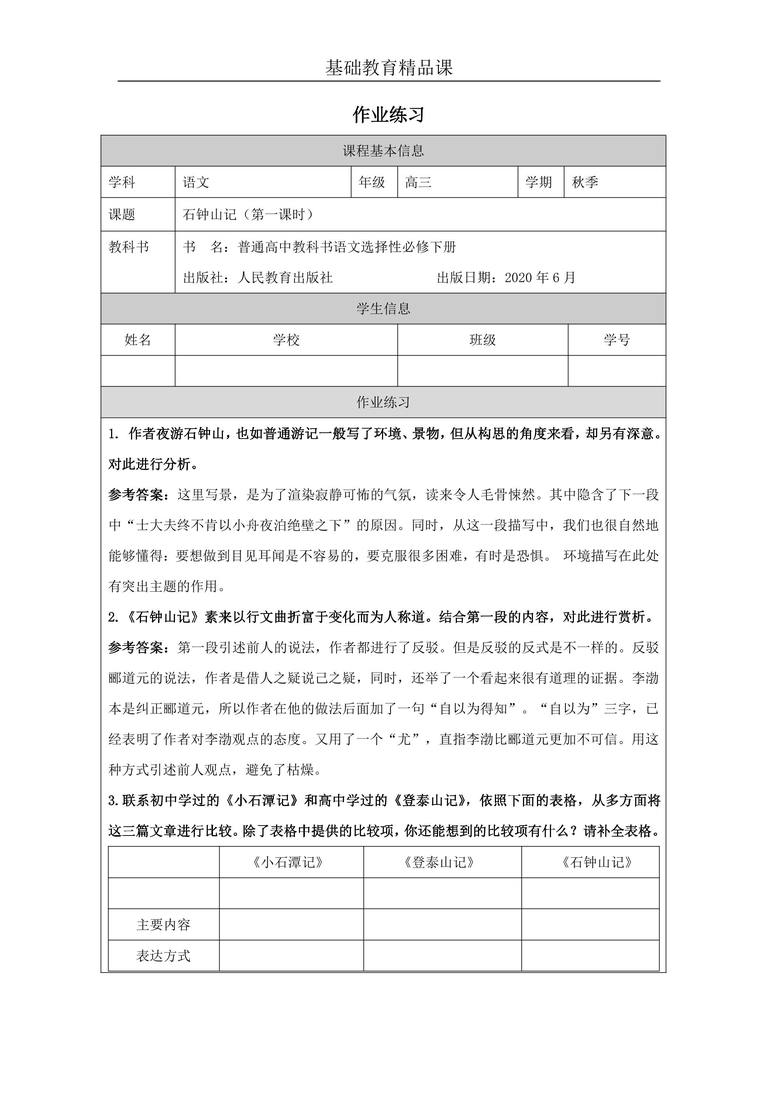 基础教育精品课
作业练习
课程基本信息
学科 语文 年级 高三 学期 秋季
课题 石钟山记（第一课时）
教科书 书 名：普通高中教科书语文选择性必修下册
出版社：人民教育出版社 出版日期：2020 年 6 月
学生信息
姓名 学校 班级 学号
作业练习
1. 作者夜游石钟山，也如普通游记一般写了环境、景物，但从构思的角度来看，却另有深意。
对此进行分析。
参考答案：这里写景，是为了渲染寂静可怖的气氛，读来令人毛骨悚然。其中隐含了下一段
中“士大夫终不肯以小舟夜泊绝壁之下”的原因。同时，从这一段描写中，我们也很自然地
能够懂得：要想做到目见耳闻是不容易的，要克服很多困难，有时是恐惧。 环境描写在此处
有突出主题的作用。
2. 《石钟山记》素来以行文曲折富于变化而为人称道。结合第一段的内容，对此进行赏析。
参考答案：第一段引述前人的说法，作者都进行了反驳。但是反驳的反式是不一样的。反驳
郦道元的说法，作者是借人之疑说己之疑，同时，还举了一个看起来很有道理的证据。李渤
本是纠正郦道元，所以作者在他的做法后面加了一句“自以为得知”。“自以为”三字，已
经表明了作者对李渤观点的态度。又用了一个“尤”，直指李渤比郦道元更加不可信。用这
种方式引述前人观点，避免了枯燥。
3.联系初中学过的《小石潭记》和高中学过的《登泰山记》，依照下面的表格，从多方面将
这三篇文章进行比较。除了表格中提供的比较项，你还能想到的比较项有什么？请补全表格。
《小石潭记》 《登泰山记》 《石钟山记》
主要内容
表达方式